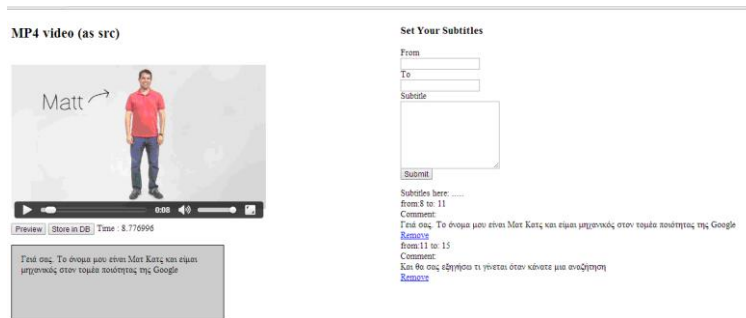 MP4 video (as src)
Matt
0:08
Preview Store in DB Time : 8.776996
Γειά σας. Το όνομα μου είναι Ματ Κατς και είμαι
μηχανικός στον τομέα ποιότητας της Google
Set Your Subtitles
From
To
Subtitle
Submit
Subtitles here: ......
from:8 to: 11
Comment:
Γειά σας. Το όνομα μου είναι Ματ Κατς και είμαι μηχανικός στον τομέα ποιότητας της Google
Remove
from:11 to: 15
Comment:
Και θα σας εξηγήσω τι γίνεται όταν κάνατε μια αναζήτηση
Remove